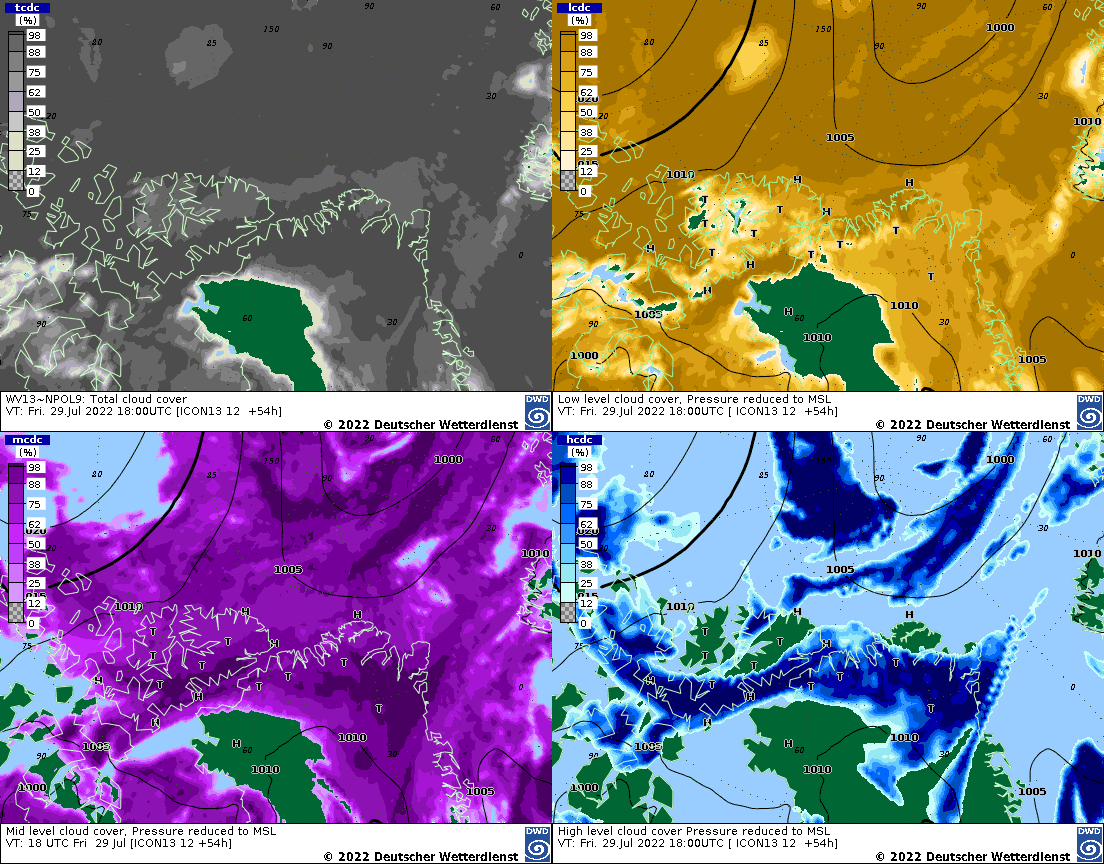 tcdc
(%)
98
88
75
62
50
38
25
12
0
80
85
150
90
90
60
30
20
75
0
60
30
90
WV13~NPOL9: Total cloud cover
VT: Fri. 29.Jul 2022 18:00UTC [ICON13 12 +54h]
© 2022 Deutscher Wetterdienst
DWD
lcdc
(%)
98
88
75
62
50
38
25
12
0
80
85
150
90
90
60
1000
30
20
1010
1005
1010
H
H
T
T
H
T
T
T
T
75
H
T
T
H
0
T
H
H
1010
1005
90
30
1010
1000
1005
Low level cloud cover, Pressure reduced to MSL
VT: Fri. 29.Jul 2022 18:00UTC [ ICON13 12 +54h]
© 2022 Deutscher Wetterdienst
DWD
mcdc
(%)
98
88
75
62
50
38
25
12
0
80
85
150
90
90
60
1000
30
20
1010
1005
1010
H
H
T
T
H
T
T
T
T
75
H
T
T
H
0
T
H
H
60
1010
1005
90
30
1010
1000
1005
Mid level cloud cover, Pressure reduced to MSL
VT: 18 UTC Fri 29 Jul [ICON13 12 +54h]
© 2022 Deutscher Wetterdienst
DWD
hcdc
(%)
98
88
75
62
50
38
25
12
0
80
85
150
90
90
60
1000
30
1010
1005
1010
H
H
T
T
H
T
T
T
T
75
H
T
T
H
0
T
H
H
60
1010
1005
90
30
1010
1000
1005
High level cloud cover Pressure reduced to MSL
VT: Fri. 29.Jul 2022 18:00UTC [ ICON13 12 +54h]
© 2022 Deutscher Wetterdienst
DWD